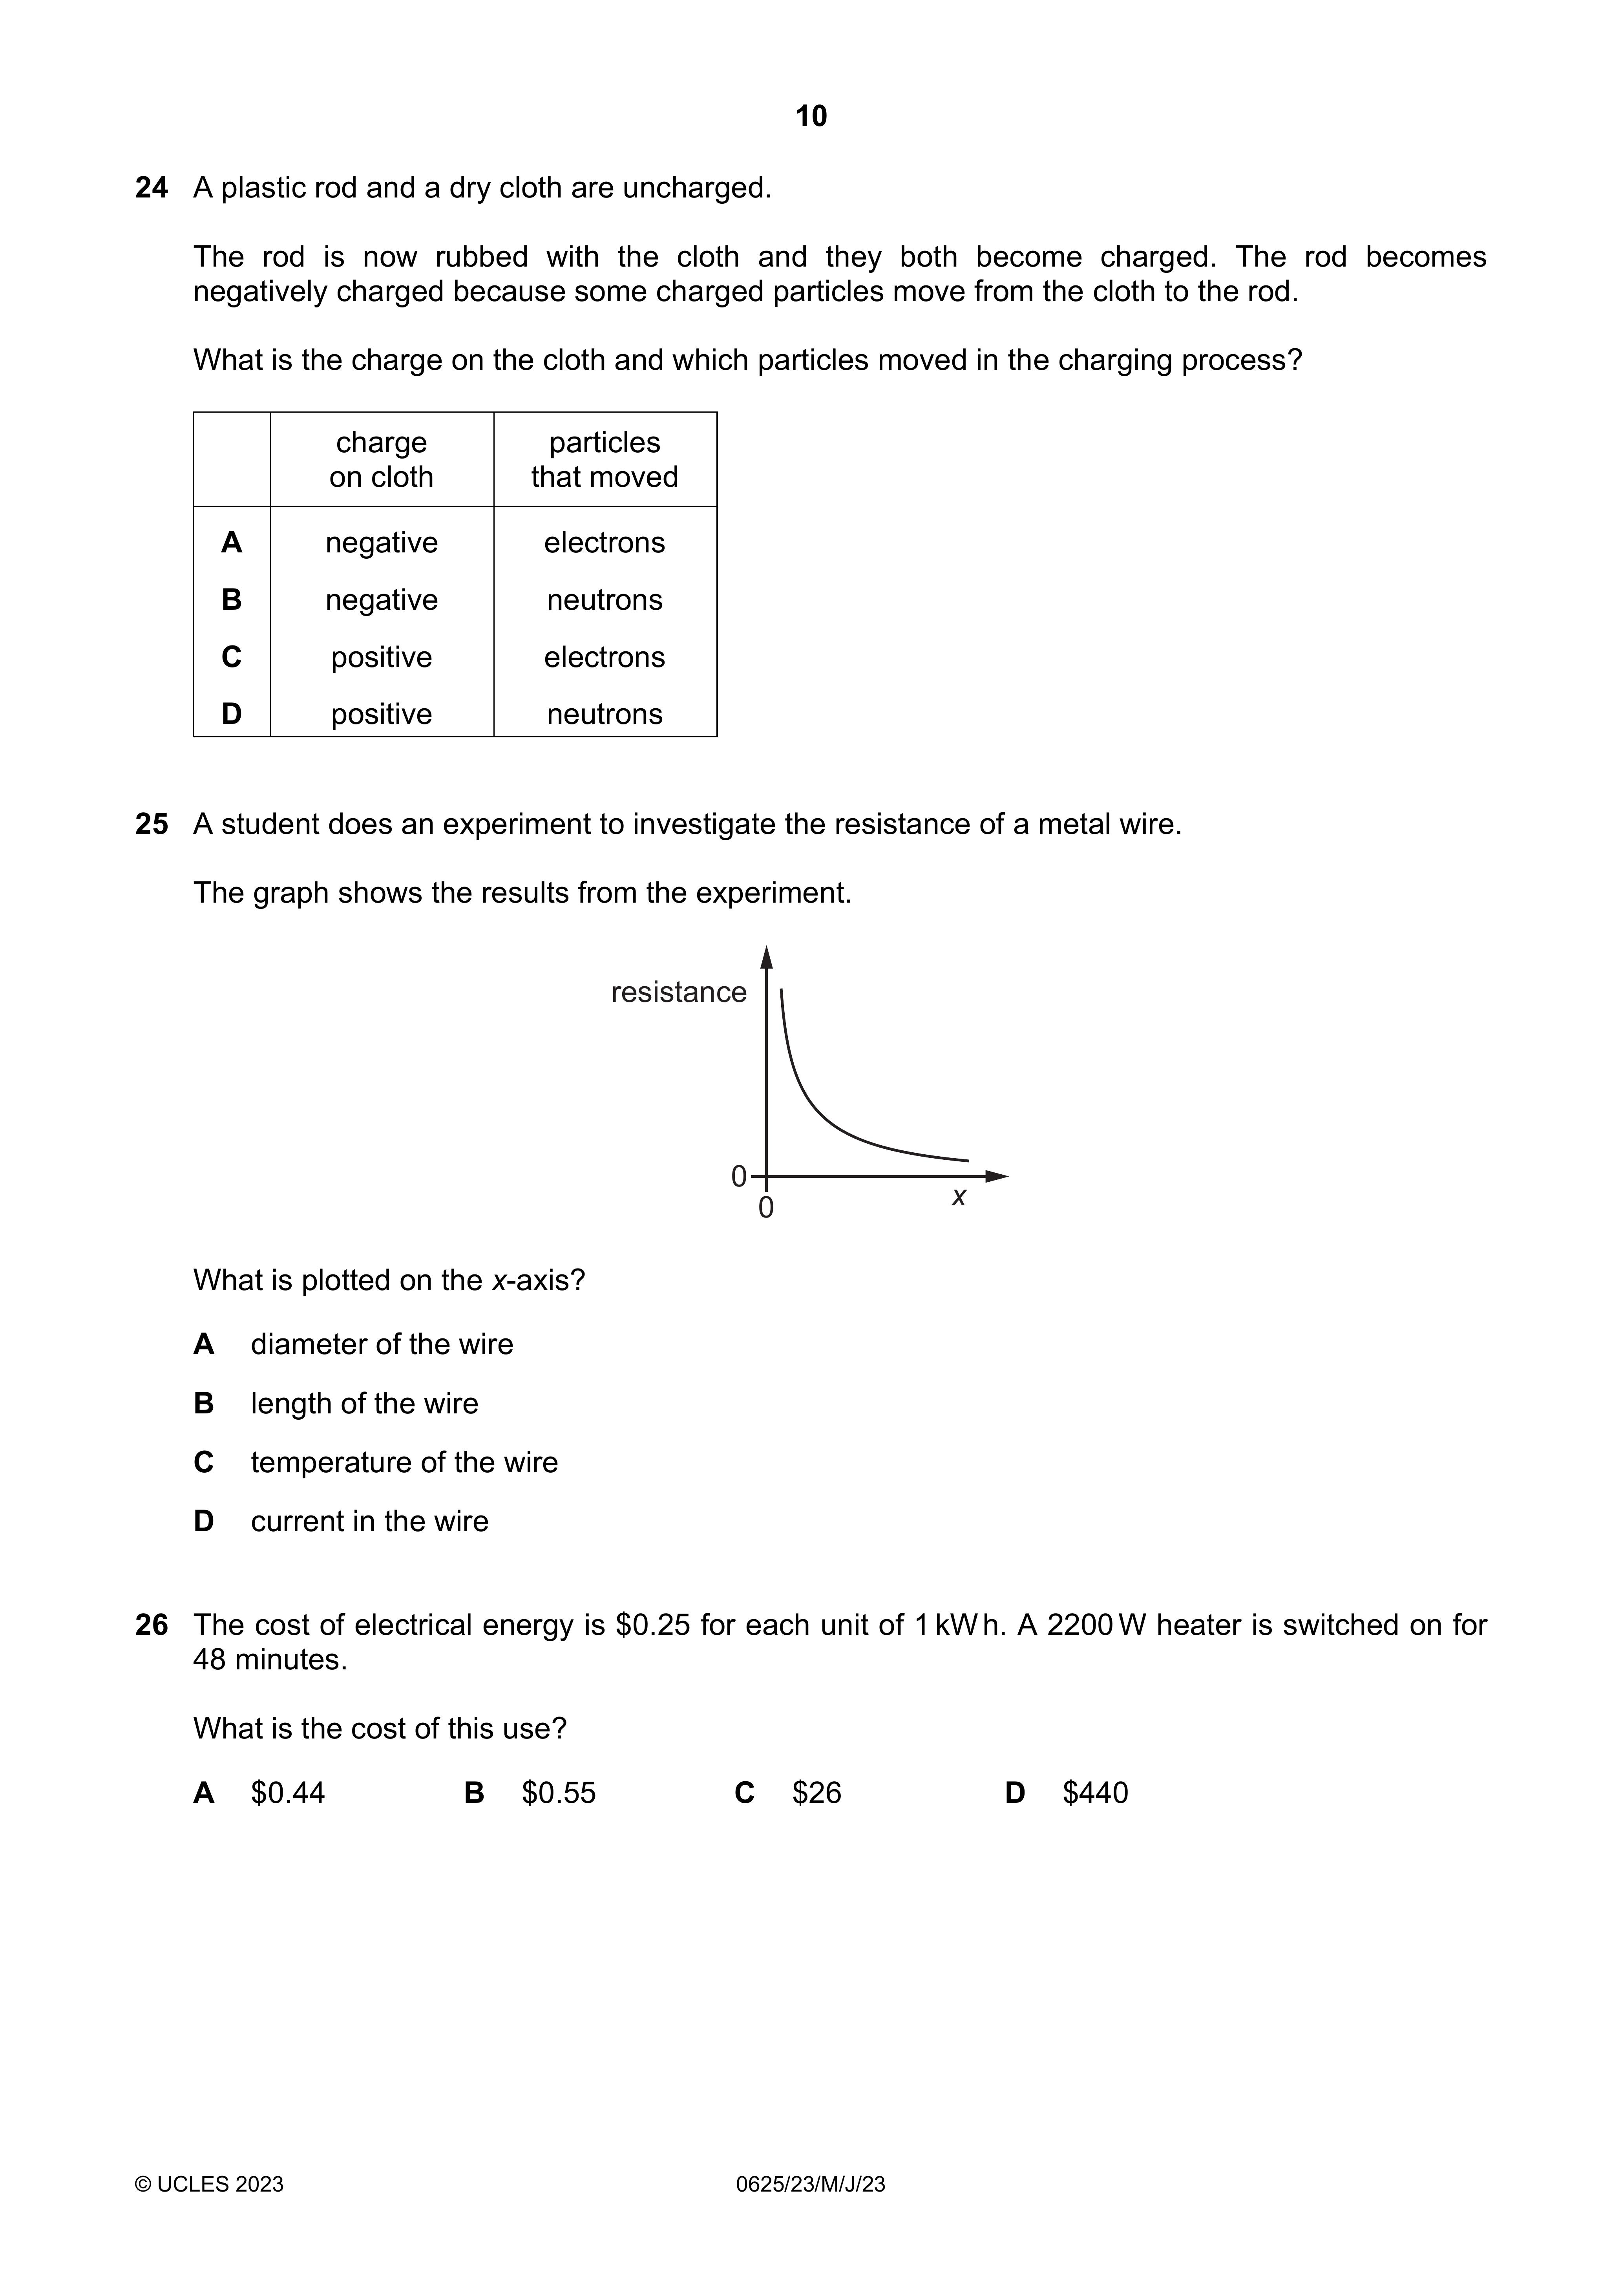 10
24 A plastic rod and a dry cloth are uncharged.
The rod is now rubbed with the cloth and they both become charged. The rod becomes
negatively charged because some charged particles move from the cloth to the rod.
What is the charge on the cloth and which particles moved in the charging process?
charge on cloth particles that moved
A negative electrons
B negative neutrons
C positive electrons
D positive neutrons
25 A student does an experiment to investigate the resistance of a metal wire.
The graph shows the results from the experiment.
resistance
0
0
x
What is plotted on the x-axis?
A diameter of the wire
B length of the wire
C temperature of the wire
D current in the wire
26 The cost of electrical energy is $0.25 for each unit of 1 kW h. A 2200 W heater is switched on for
48 minutes.
What is the cost of this use?
A $0.44 B $0.55 C $26 D $440
© UCLES 2023 0625/23/M/J/23